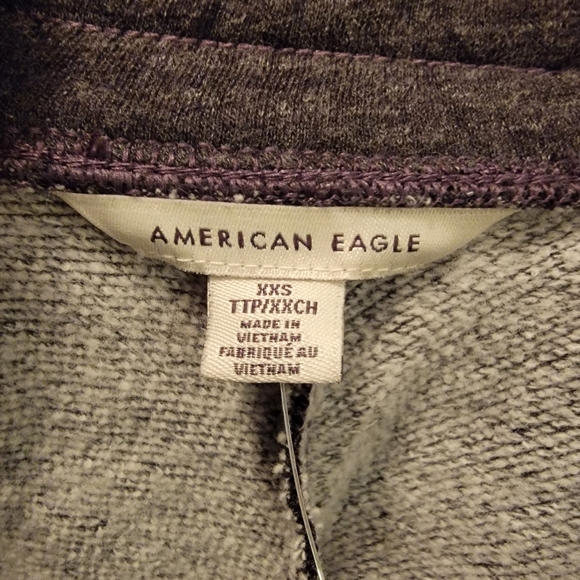 AMERICAN EAGLE
XXS
TTP/XXCH
MADE IN
VIETNAM
FABRIQUÉ AU
VIETNAM